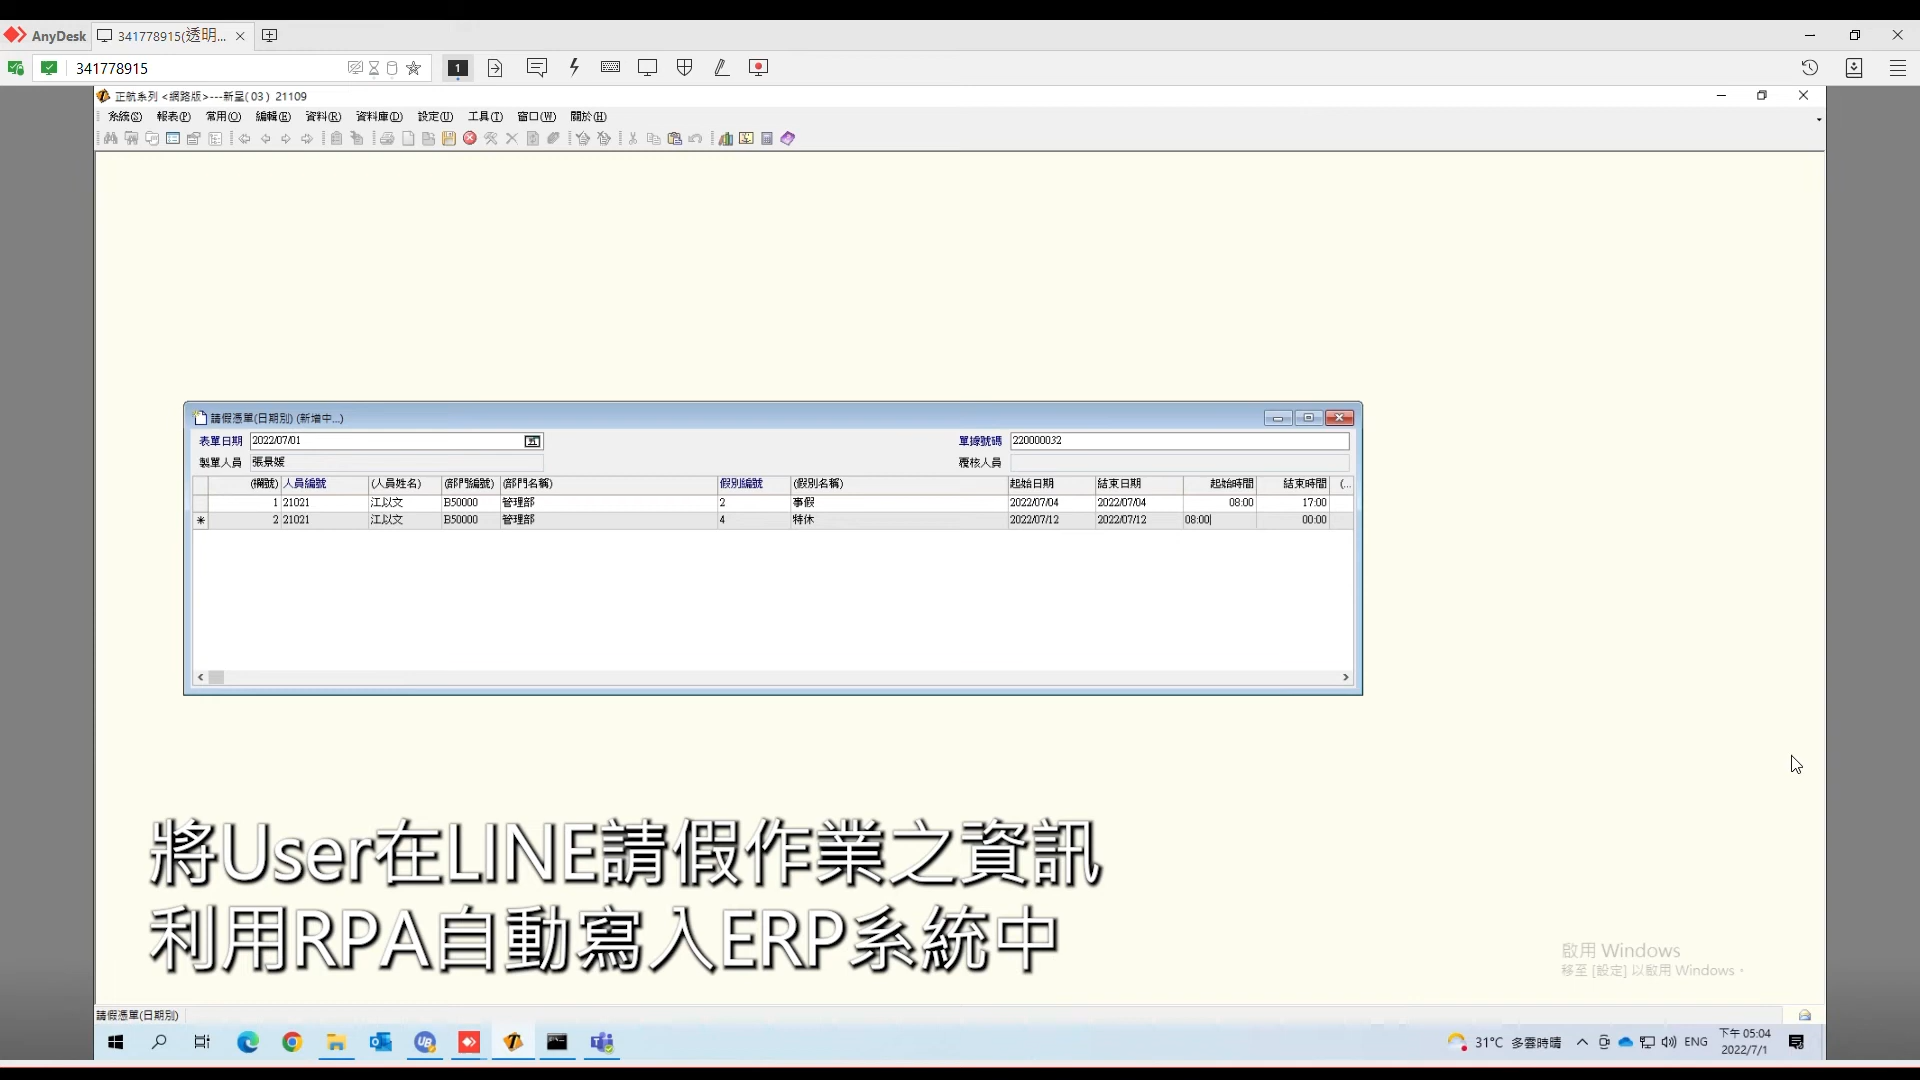 AnyDesk
341778915(透明...
341778915
1
正航系列 <網路版>---新呈(03) 21109
系統(S) 報表(P) 常用(O) 編輯(E) 資料(R) 資料庫(D) 設定(U) 工具(T) 窗口(W) 關於(H)
請假憑單(日期別) (新增中...)
表單日期 2022/07/01 單據號碼 220000032
製單人員 張景媛 覆核人員
(欄號) 人員編號 (人員姓名) (部門編號) (部門名稱) 假別編號 (假別名稱) 起始日期 結束日期 起始時間 結束時間 (...
1 21021 江以文 B50000 管理部 2 事假 2022/07/04 2022/07/04 08:00 17:00
* 2 21021 江以文 B50000 管理部 4 特休 2022/07/12 2022/07/12 08:00 00:00
將User在LINE請假作業之資訊
利用RPA自動寫入ERP系統中
啟用 Windows
移至 [設定] 以啟用 Windows。
請假憑單(日期別)
31°C 多雲時晴 ENG 下午 05:04
2022/7/1